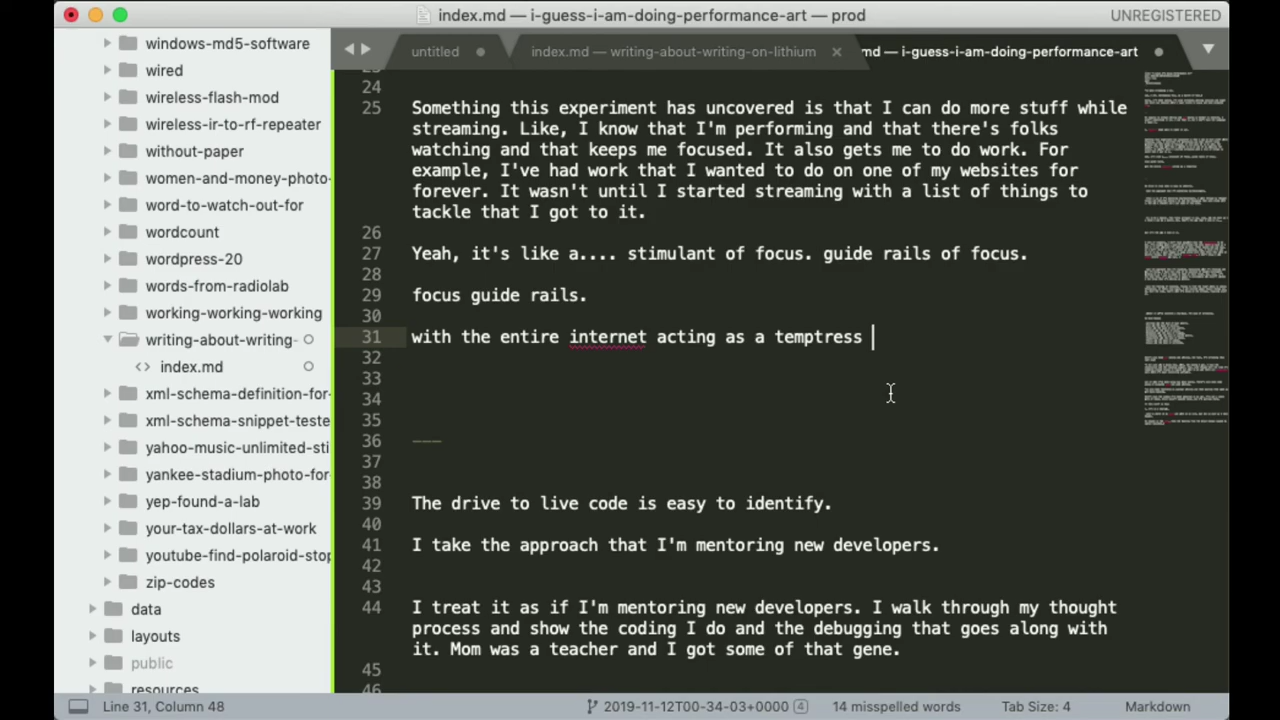 index.md — i-guess-i-am-doing-performance-art — prod
UNREGISTERED
untitled
index.md — writing-about-writing-on-lithium
md — i-guess-i-am-doing-performance-art
windows-md5-software
wired
wireless-flash-mod
wireless-ir-to-rf-repeater
without-paper
women-and-money-photo-
word-to-watch-out-for
wordcount
wordpress-20
words-from-radiolab
working-working-working
writing-about-writing-
index.md
xml-schema-definition-for-
xml-schema-snippet-teste
yahoo-music-unlimited-sti
yankee-stadium-photo-for-
yep-found-a-lab
your-tax-dollars-at-work
youtube-find-polaroid-stop
zip-codes
data
layouts
public
resources
24
25 Something this experiment has uncovered is that I can do more stuff while
streaming. Like, I know that I'm performing and that there's folks
watching and that keeps me focused. It also gets me to do work. For
example, I've had work that I wanted to do on one of my websites for
forever. It wasn't until I started streaming with a list of things to
tackle that I got to it.
26
27 Yeah, it's like a.... stimulant of focus. guide rails of focus.
28
29 focus guide rails.
30
31 with the entire internet acting as a temptress
32
33
34
35
36 ---
37
38
39 The drive to live code is easy to identify.
40
41 I take the approach that I'm mentoring new developers.
42
43
44 I treat it as if I'm mentoring new developers. I walk through my thought
process and show the coding I do and the debugging that goes along with
it. Mom was a teacher and I got some of that gene.
45
46
Line 31, Column 48
2019-11-12T00-34-03+0000 4
14 misspelled words
Tab Size: 4
Markdown